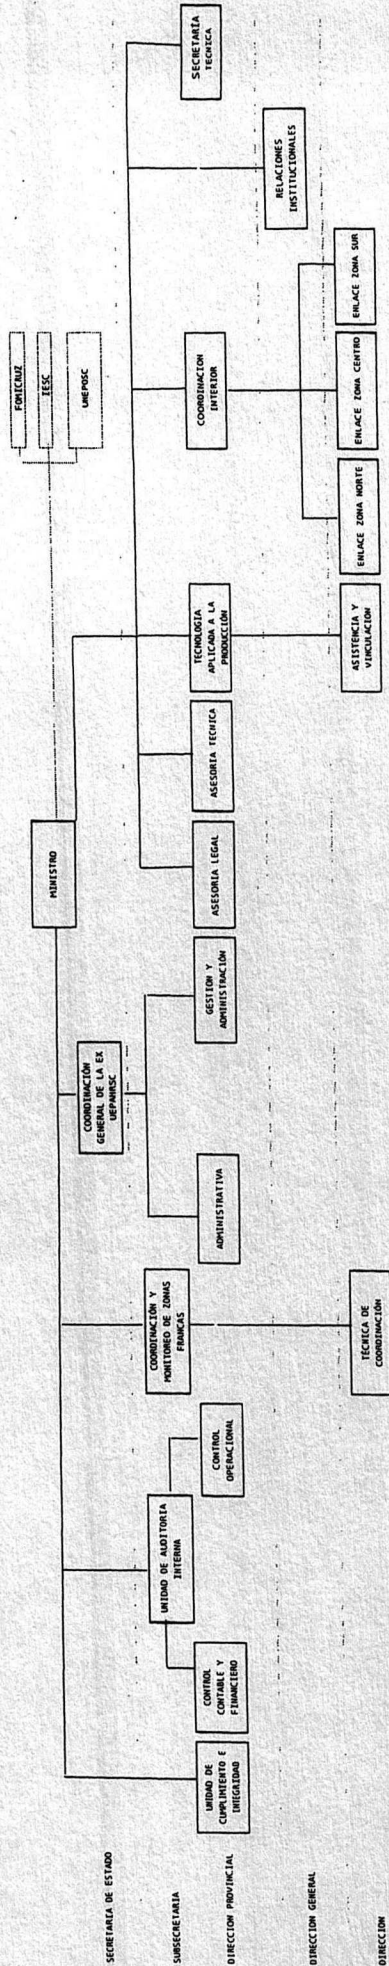 FOMICRUZ
IESC
UNEPOSC
MINISTRO
SECRETARIA DE ESTADO
COORDINACIÓN
GENERAL DE LA EX
UEPAHRSC
SUBSECRETARIA
UNIDAD DE AUDITORIA
INTERNA
COORDINACIÓN Y
MONITOREO DE ZONAS
FRANCAS
TECNOLOGIA
APLICADA A LA
PRODUCCIÓN
COORDINACION
INTERIOR
SECRETARÍA
TECNICA
ASESORIA LEGAL
ASESORIA TECNICA
DIRECCION PROVINCIAL
UNIDAD DE
CUMPLIMIENTO E
INTEGRIDAD
CONTROL
CONTABLE Y
FINANCIERO
CONTROL
OPERACIONAL
ADMINISTRATIVA
GESTION Y
ADMINISTRACIÓN
DIRECCION GENERAL
RELACIONES
INSTITUCIONALES
DIRECCION
TÉCNICA DE
COORDINACIÓN
ASISTENCIA Y
VINCULACION
ENLACE ZONA NORTE
ENLACE ZONA CENTRO
ENLACE ZONA SUR